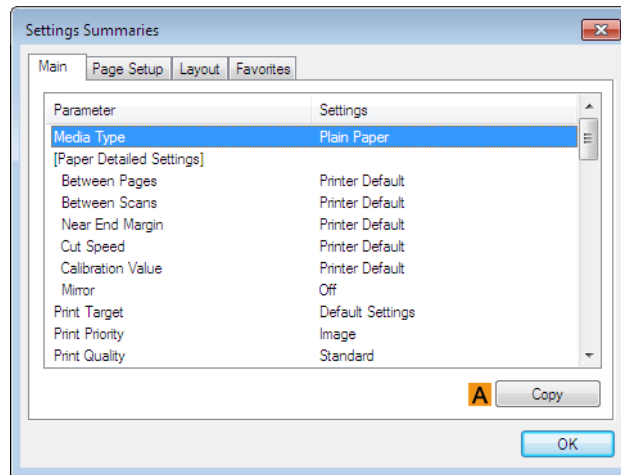 Settings Summaries
Main Page Setup Layout Favorites
Parameter Settings
Media Type Plain Paper
[Paper Detailed Settings]
Between Pages Printer Default
Between Scans Printer Default
Near End Margin Printer Default
Cut Speed Printer Default
Calibration Value Printer Default
Mirror Off
Print Target Default Settings
Print Priority Image
Print Quality Standard
A Copy
OK